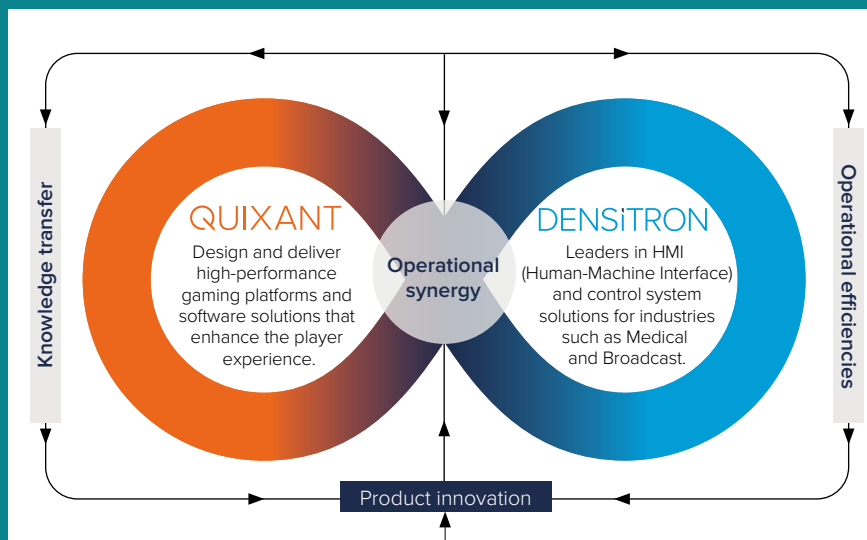 Knowledge transfer
QUIXANT
Design and deliver
high-performance
gaming platforms and
software solutions that
enhance the player
experience.
Operational
synergy
DENSiTRON
Leaders in HMI
(Human-Machine Interface)
and control system
solutions for industries
such as Medical
and Broadcast.
Operational efficiencies
Product innovation